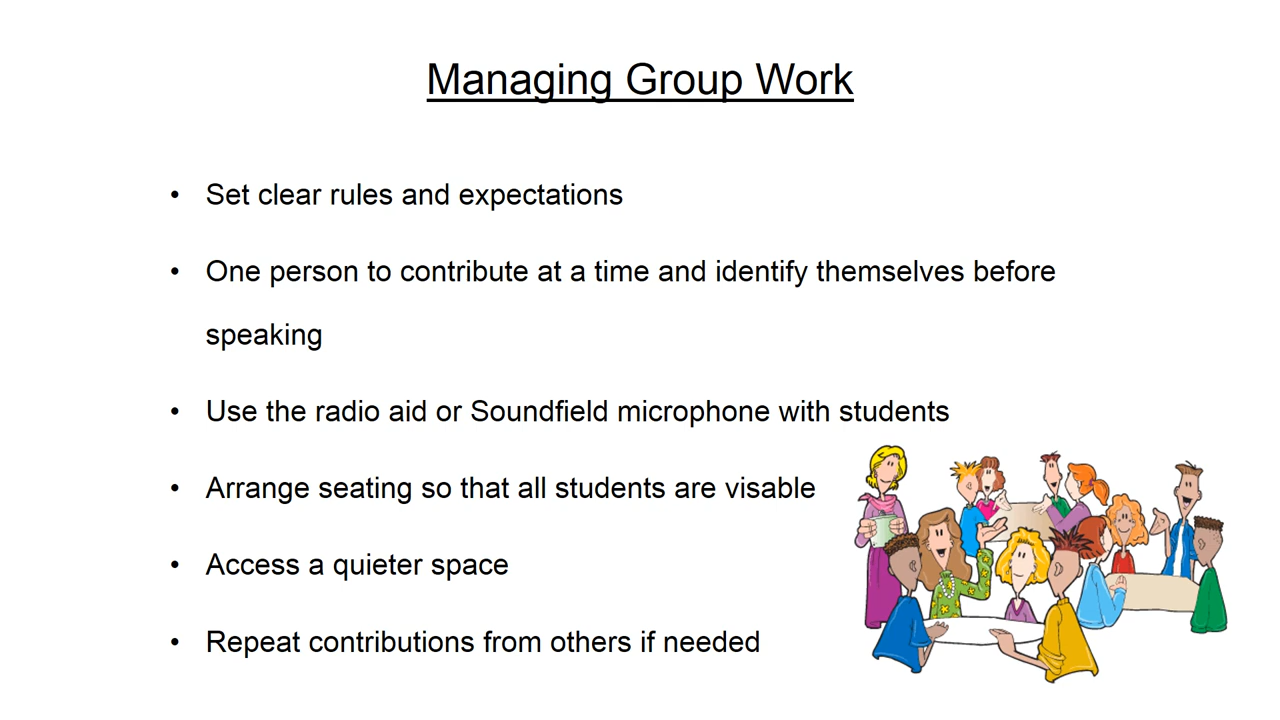 Managing Group Work
• Set clear rules and expectations
• One person to contribute at a time and identify themselves before
speaking
• Use the radio aid or Soundfield microphone with students
• Arrange seating so that all students are visable
• Access a quieter space
• Repeat contributions from others if needed